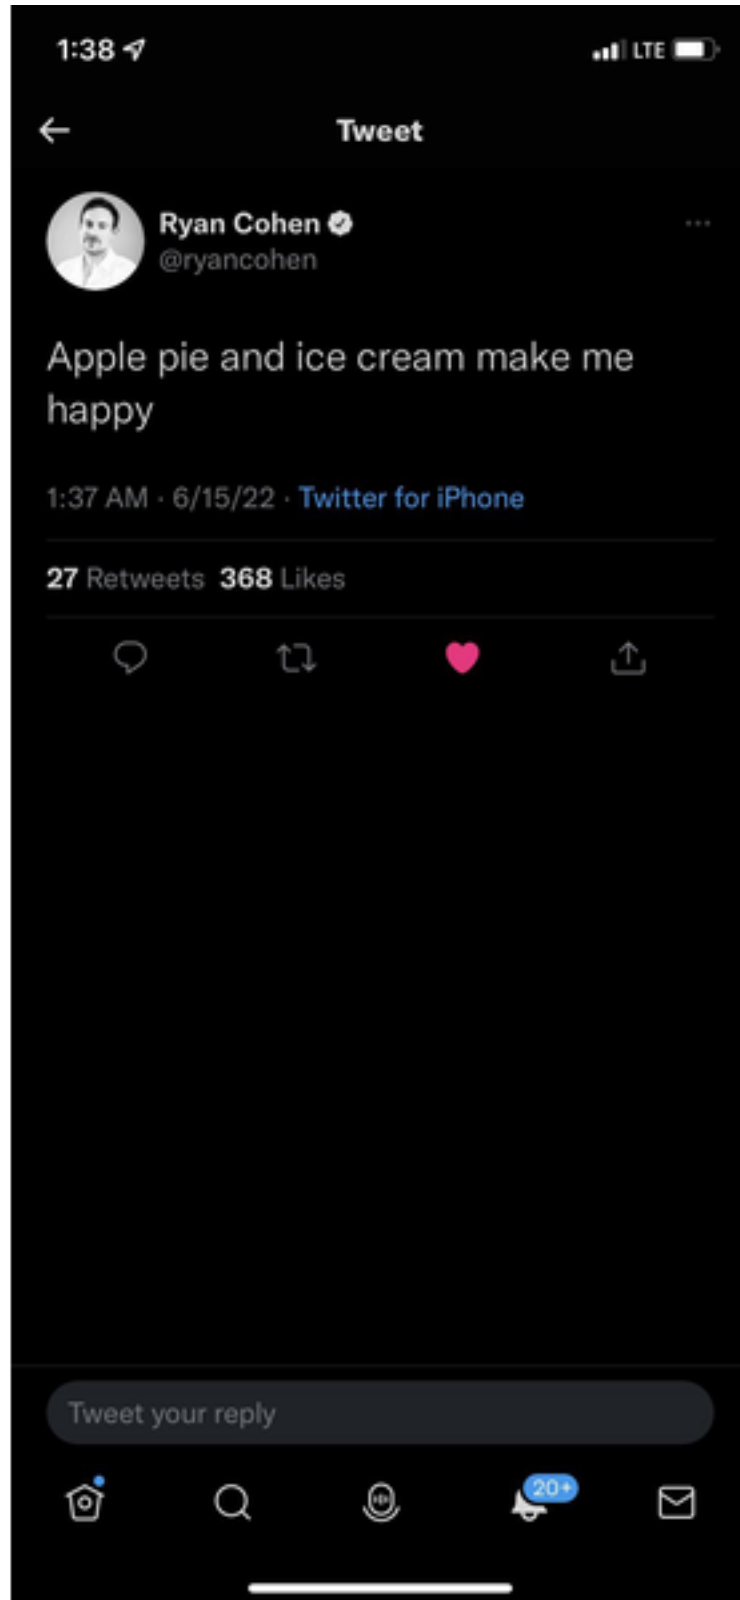 1:38 LTE
Tweet
Ryan Cohen
@ryancohen
Apple pie and ice cream make me
happy
1:37 AM · 6/15/22 · Twitter for iPhone
27 Retweets 368 Likes
Tweet your reply
20+